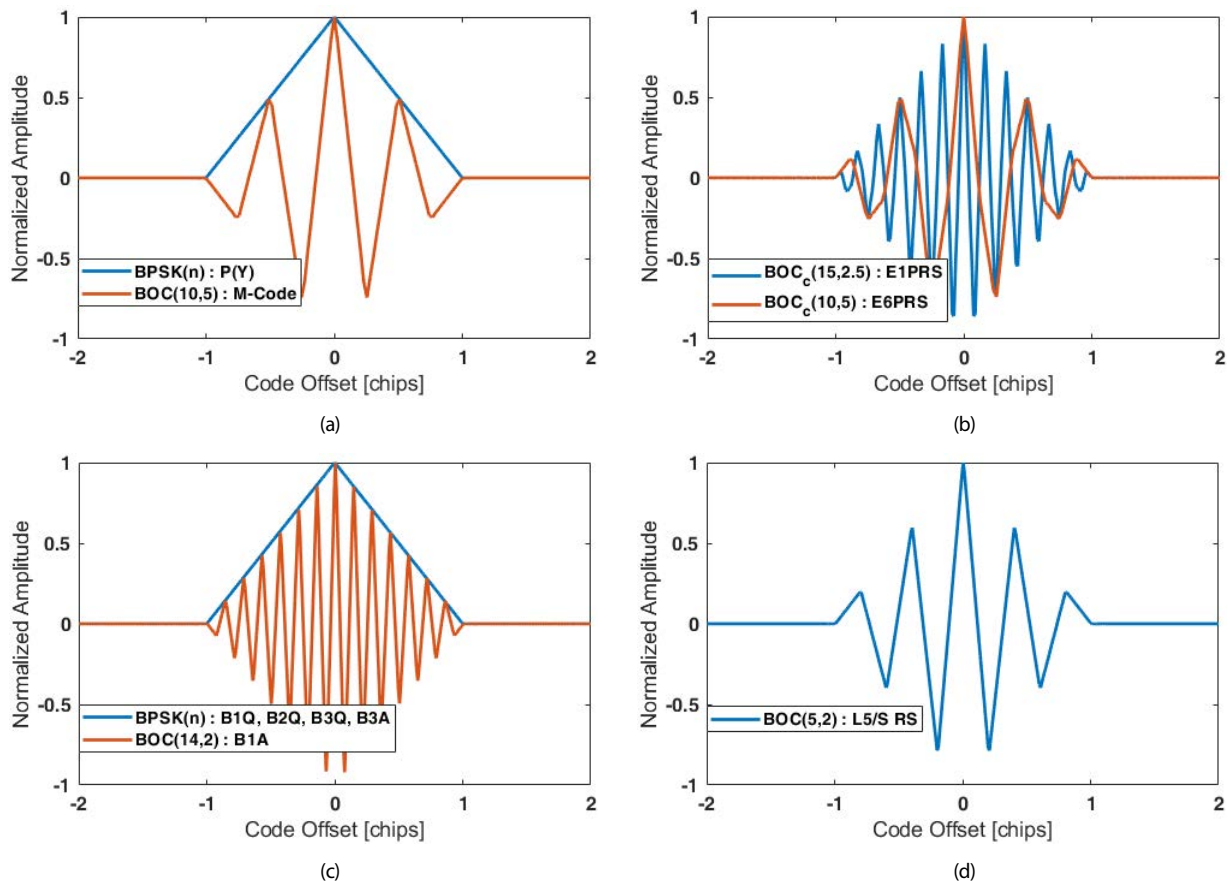 1
0.5
0
-0.5
-1
Normalized Amplitude
BPSK(n) : P(Y)
BOC(10,5) : M-Code
-2 -1 0 1 2
Code Offset [chips]
(a)
1
0.5
0
-0.5
-1
Normalized Amplitude
BOCc(15,2.5) : E1PRS
BOCc(10,5) : E6PRS
-2 -1 0 1 2
Code Offset [chips]
(b)
1
0.5
0
-0.5
-1
Normalized Amplitude
BPSK(n) : B1Q, B2Q, B3Q, B3A
BOC(14,2) : B1A
-2 -1 0 1 2
Code Offset [chips]
(c)
1
0.5
0
-0.5
-1
Normalized Amplitude
BOC(5,2) : L5/S RS
-2 -1 0 1 2
Code Offset [chips]
(d)